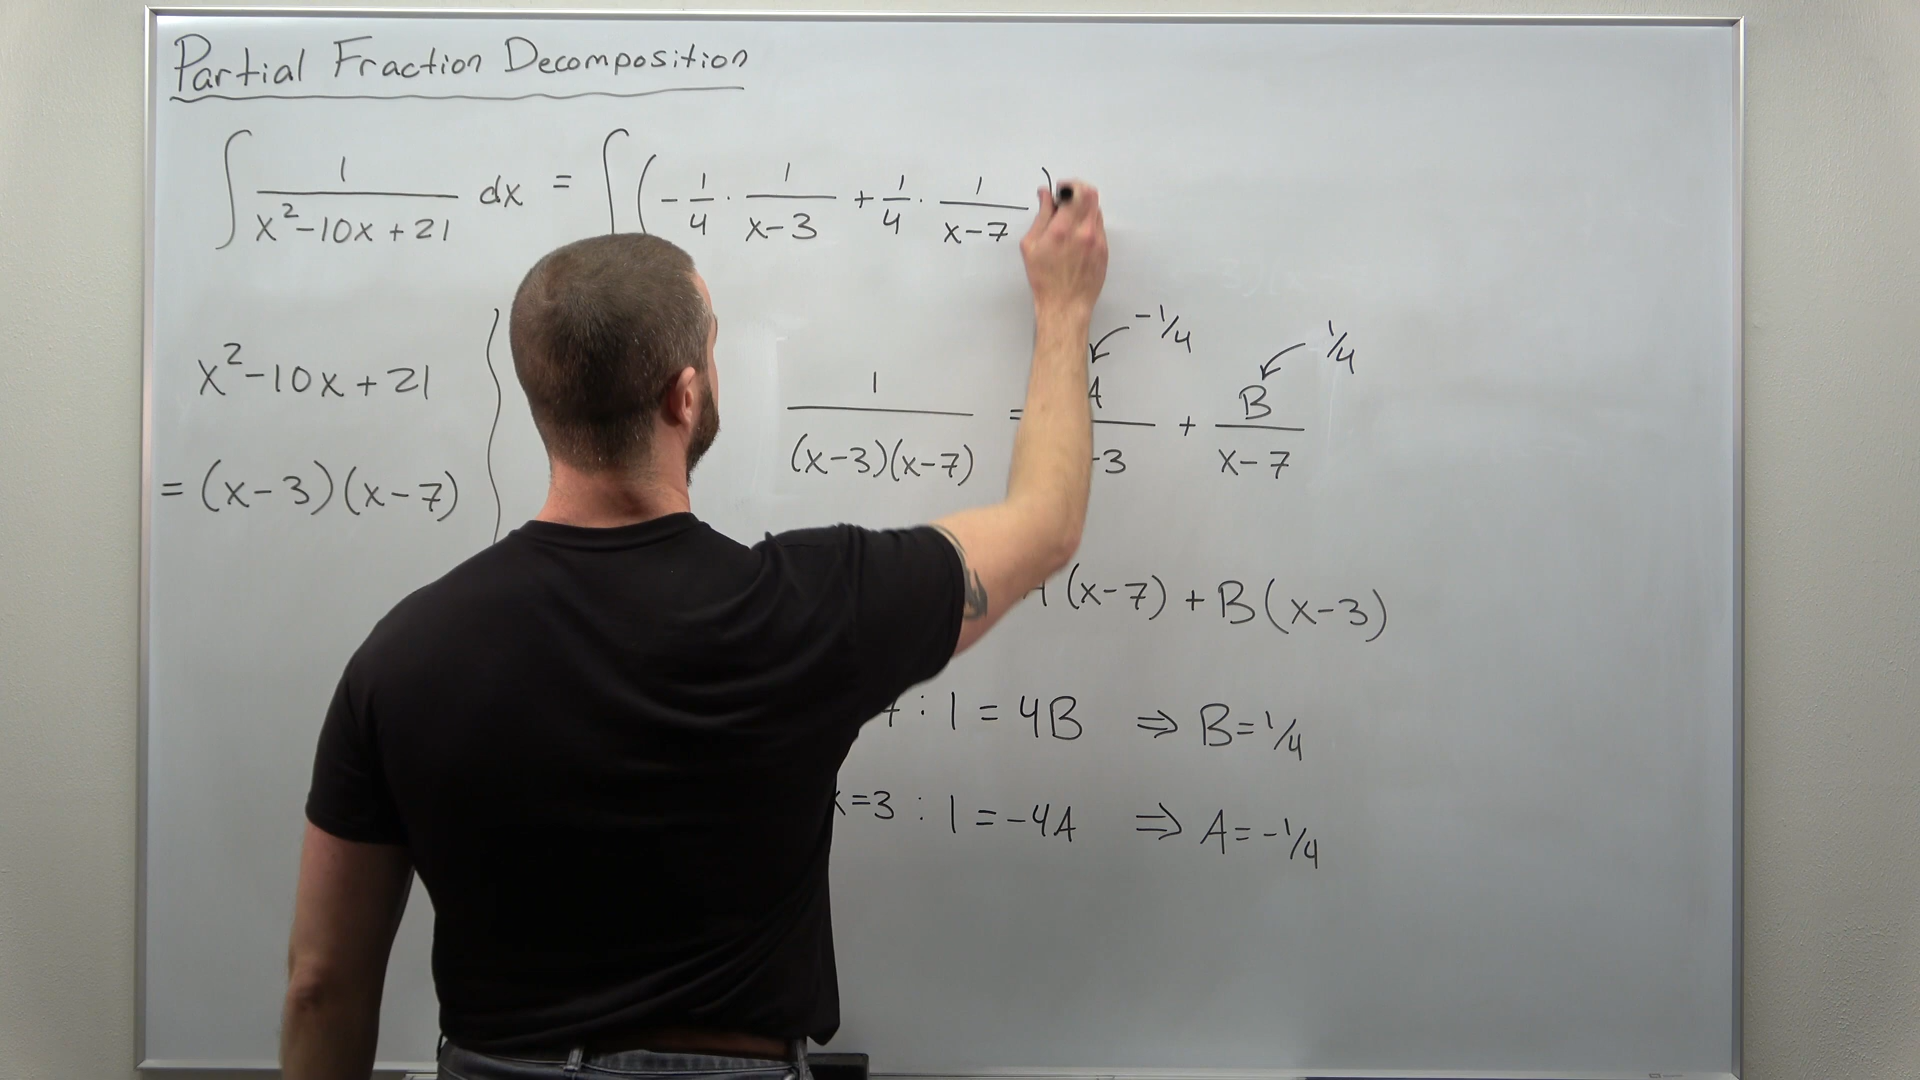 Partial Fraction Decomposition
∫ 1/(x²-10x+21) dx = ∫(-1/4 · 1/(x-3) + 1/4 · 1/(x-7))
-1/4 1/4
x²-10x+21
1/((x-3)(x-7)) = A/-3 + B/(x-7)
= (x-3)(x-7)
(x-7) + B(x-3)
: 1 = 4B ⇒ B=1/4
x=3 : 1 = -4A ⇒ A=-1/4